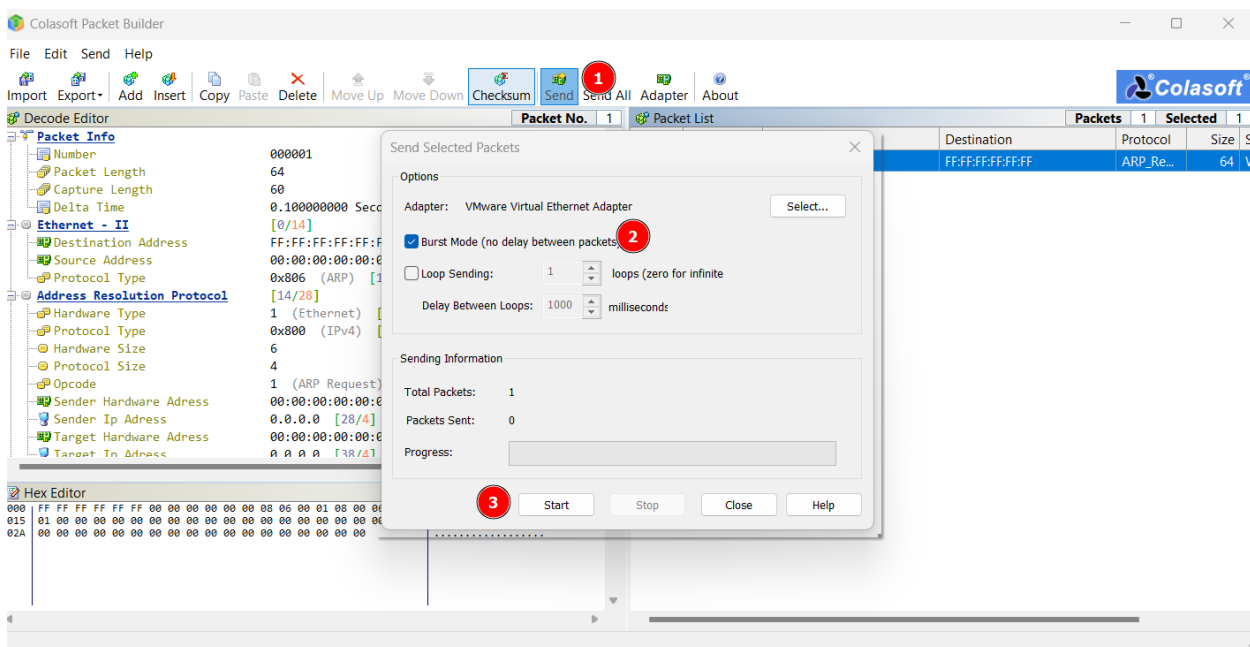 Colasoft Packet Builder
File Edit Send Help
Import Export Add Insert Copy Paste Delete Move Up Move Down Checksum Send Send All Adapter About
1
Colasoft
Decode Editor Packet No. 1
Packet List Packets 1 Selected 1
Destination Protocol Size S
FF:FF:FF:FF:FF:FF ARP_Re... 64
Packet Info
Number 000001
Packet Length 64
Capture Length 60
Delta Time 0.100000000 Secc
Ethernet - II [0/14]
Destination Address FF:FF:FF:FF:FF:F
Source Address 00:00:00:00:00:0
Protocol Type 0x806 (ARP) [1
Address Resolution Protocol [14/28]
Hardware Type 1 (Ethernet) [
Protocol Type 0x800 (IPv4) [
Hardware Size 6
Protocol Size 4
Opcode 1 (ARP Request)
Sender Hardware Adress 00:00:00:00:00:0
Sender Ip Adress 0.0.0.0 [28/4]
Target Hardware Adress 00:00:00:00:00:0
Target Ip Adress 0.0.0.0 [38/4]
Send Selected Packets
Options
Adapter: VMware Virtual Ethernet Adapter Select...
Burst Mode (no delay between packets)
2
Loop Sending: 1 loops (zero for infinite
Delay Between Loops: 1000 milliseconds
Sending Information
Total Packets: 1
Packets Sent: 0
Progress:
3
Start Stop Close Help
Hex Editor
000 FF FF FF FF FF FF 00 00 00 00 00 00 08 06 00 01 08 00 06
015 01 00 00 00 00 00 00 00 00 00 00 00 00 00 00 00 00 00 00
02A 00 00 00 00 00 00 00 00 00 00 00 00 00 00 00 00 00 00 ..................